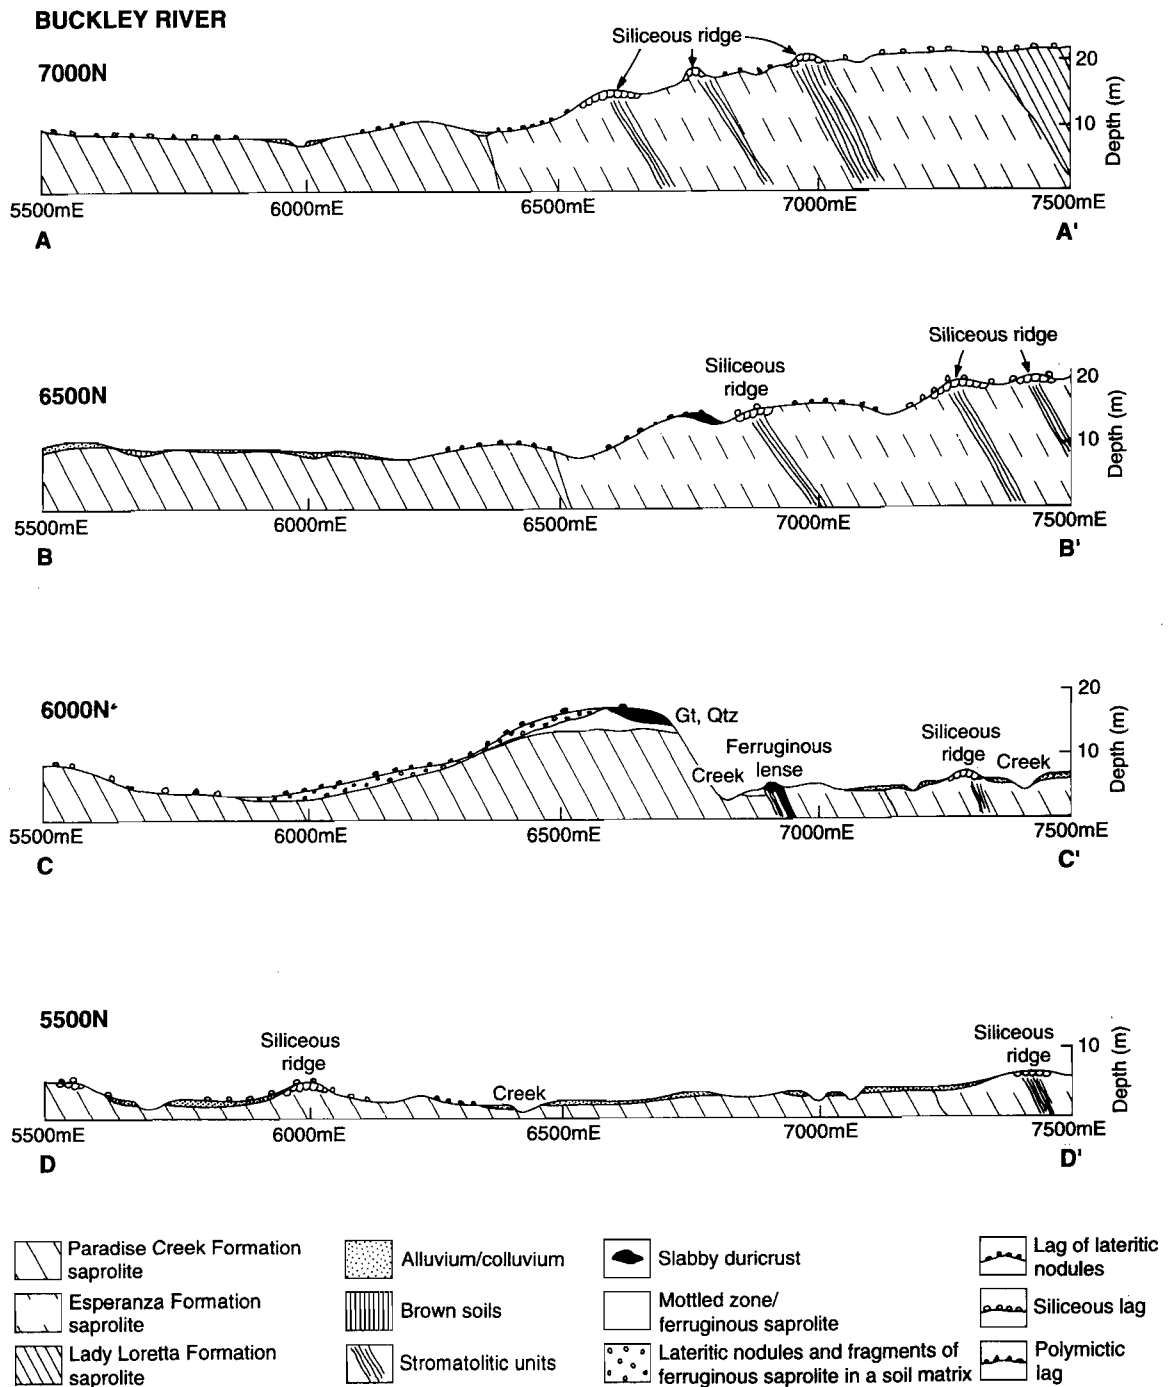 BUCKLEY RIVER
7000N
Siliceous ridge
20
10
Depth (m)
5500mE
6000mE
6500mE
7000mE
7500mE
A
A'
6500N
Siliceous
ridge
Siliceous ridge
20
10
Depth (m)
5500mE
6000mE
6500mE
7000mE
7500mE
B
B'
6000N
Gt, Qtz
Creek
Ferruginous
lense
Siliceous
ridge
Creek
20
10
Depth (m)
5500mE
6000mE
6500mE
7000mE
7500mE
C
C'
5500N
Siliceous
ridge
Creek
Siliceous
ridge
10
Depth (m)
5500mE
6000mE
6500mE
7000mE
7500mE
D
D'
Paradise Creek Formation
saprolite
Esperanza Formation
saprolite
Lady Loretta Formation
saprolite
Alluvium/colluvium
Brown soils
Stromatolitic units
Slabby duricrust
Mottled zone/
ferruginous saprolite
Lateritic nodules and fragments of
ferruginous saprolite in a soil matrix
Lag of lateritic
nodules
Siliceous lag
Polymictic
lag